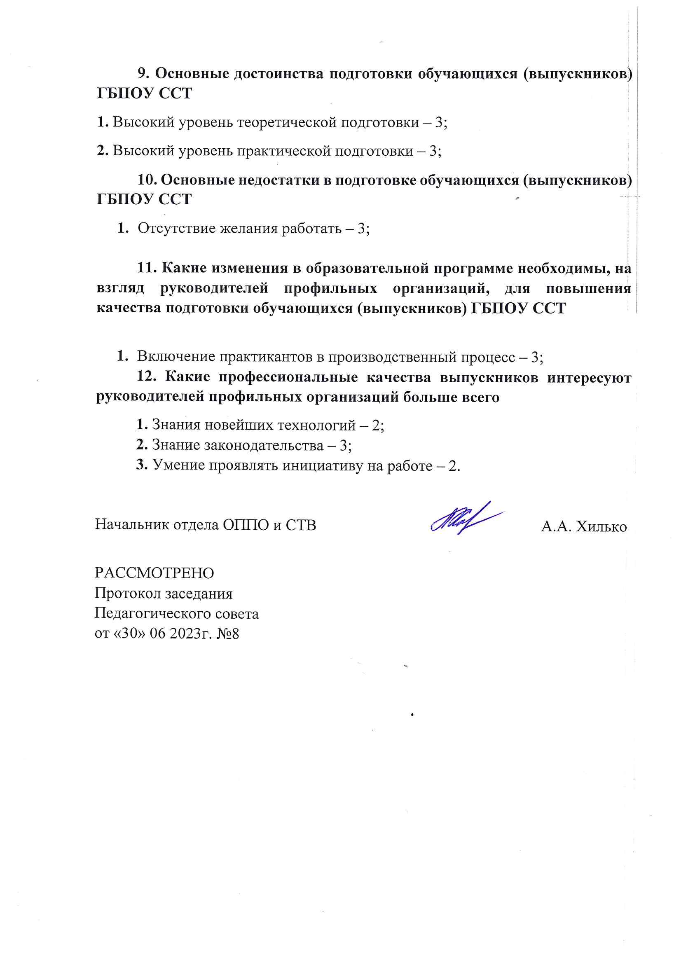 9. Основные достоинства подготовки обучающихся (выпускников)
ГБПОУ ССТ
1. Высокий уровень теоретической подготовки – 3;
2. Высокий уровень практической подготовки – 3;
10. Основные недостатки в подготовке обучающихся (выпускников)
ГБПОУ ССТ
1. Отсутствие желания работать – 3;
11. Какие изменения в образовательной программе необходимы, на
взгляд руководителей профильных организаций, для повышения
качества подготовки обучающихся (выпускников) ГБПОУ ССТ
1. Включение практикантов в производственный процесс – 3;
12. Какие профессиональные качества выпускников интересуют
руководителей профильных организаций больше всего
1. Знания новейших технологий – 2;
2. Знание законодательства – 3;
3. Умение проявлять инициативу на работе – 2.
Начальник отдела ОППО и СТВ А.А. Хилько
РАССМОТРЕНО
Протокол заседания
Педагогического совета
от «30» 06 2023г. №8